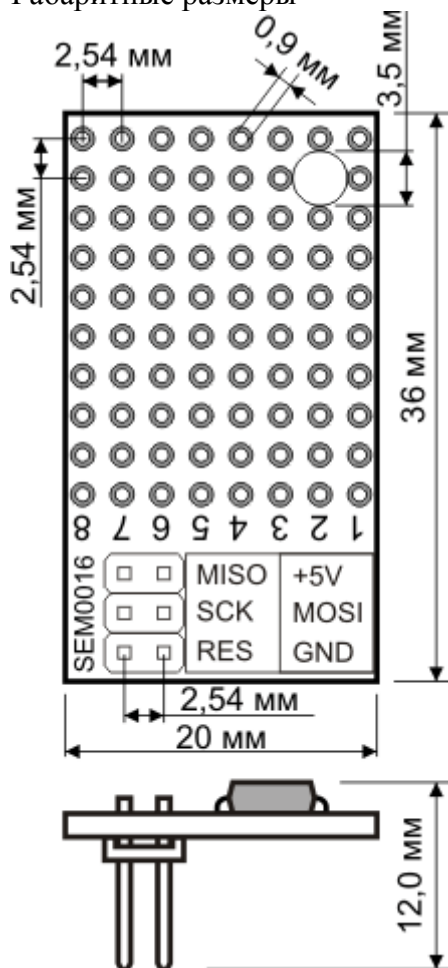 Габаритные размеры
2,54 мм
0,9 мм
3,5 мм
2,54 мм
36 мм
8 7 6 5 4 3 2 1
SEM0016
MISO +5V
SCK MOSI
RES GND
2,54 мм
20 мм
12,0 мм